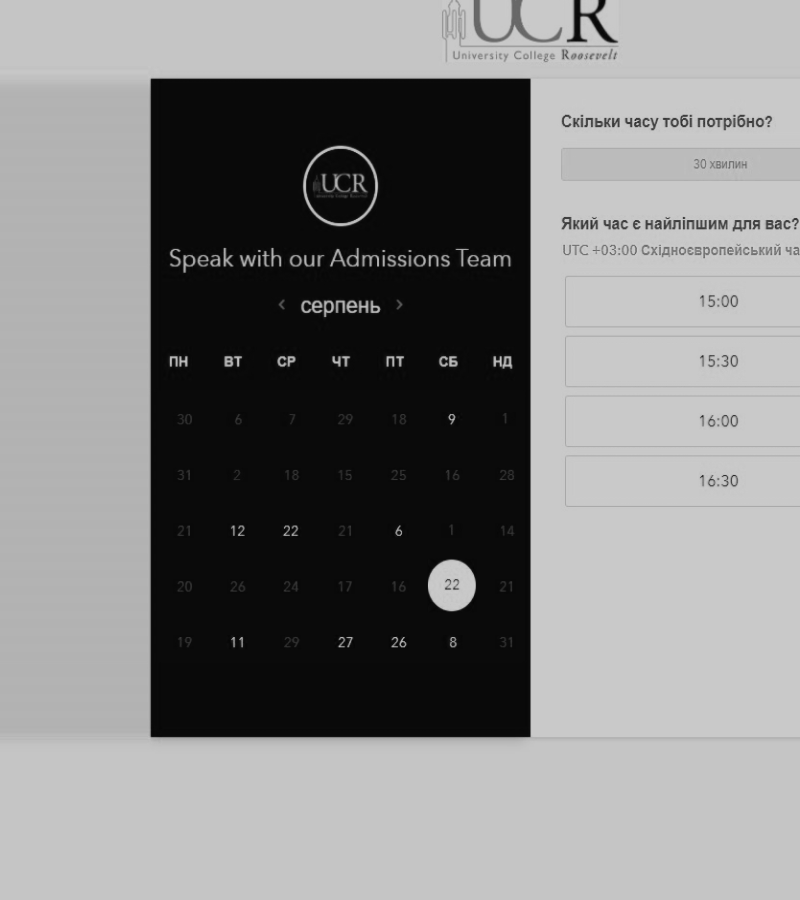 UCR
University College Roosevelt
UCR
Speak with our Admissions Team
< серпень >
ПН ВТ СР ЧТ ПТ СБ НД
30 6 7 29 18 9 1
31 2 18 15 25 16 28
21 12 22 21 6 1 14
20 26 24 17 16 22 21
19 11 29 27 26 8 31
Скільки часу тобі потрібно?
30 хвилин
Який час є найліпшим для вас?
UTC +03:00 Східноєвропейський ча
15:00
15:30
16:00
16:30